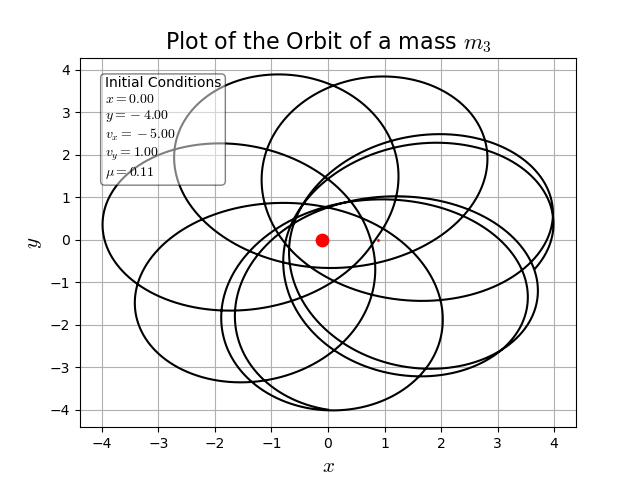 Plot of the Orbit of a mass m₃
Initial Conditions
x = 0.00
y = −4.00
vₓ = −5.00
v_y = 1.00
μ = 0.11
4
3
2
1
0
−1
−2
−3
−4
y
−4 −3 −2 −1 0 1 2 3 4
x